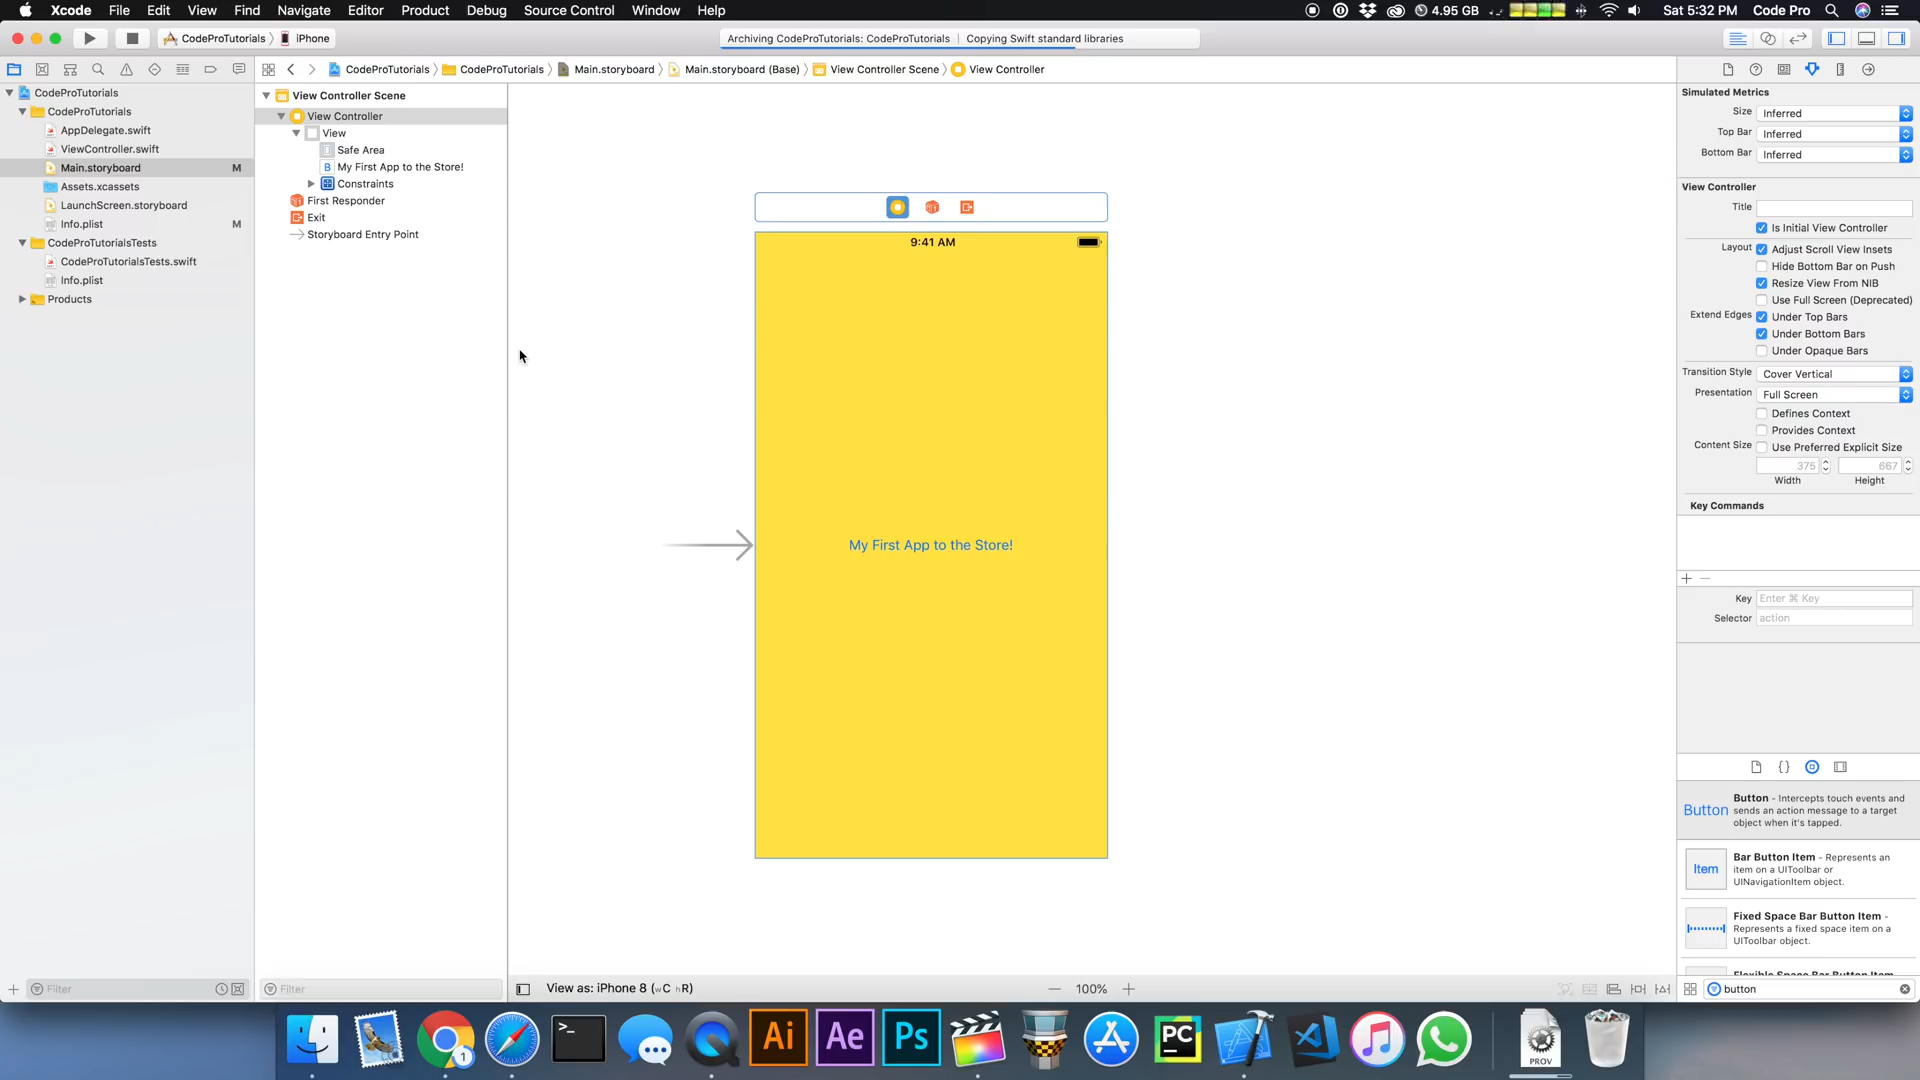 Xcode File Edit View Find Navigate Editor Product Debug Source Control Window Help
4.95 GB Sat 5:32 PM Code Pro
CodeProTutorials iPhone
Archiving CodeProTutorials: CodeProTutorials | Copying Swift standard libraries
CodeProTutorials CodeProTutorials Main.storyboard Main.storyboard (Base) View Controller Scene View Controller
CodeProTutorials
CodeProTutorials
AppDelegate.swift
ViewController.swift
Main.storyboard M
Assets.xcassets
LaunchScreen.storyboard
Info.plist M
CodeProTutorialsTests
CodeProTutorialsTests.swift
Info.plist
Products
Filter
View Controller Scene
View Controller
View
Safe Area
B My First App to the Store!
Constraints
First Responder
Exit
Storyboard Entry Point
Filter
9:41 AM
My First App to the Store!
View as: iPhone 8 (wC hR)
100%
Simulated Metrics
Size Inferred
Top Bar Inferred
Bottom Bar Inferred
View Controller
Title
Is Initial View Controller
Layout Adjust Scroll View Insets
Hide Bottom Bar on Push
Resize View From NIB
Use Full Screen (Deprecated)
Extend Edges Under Top Bars
Under Bottom Bars
Under Opaque Bars
Transition Style Cover Vertical
Presentation Full Screen
Defines Context
Provides Context
Content Size Use Preferred Explicit Size
375 667
Width Height
Key Commands
Key Enter ⌘ Key
Selector action
Button Button - Intercepts touch events and
sends an action message to a target
object when it's tapped.
Item Bar Button Item - Represents an
item on a UIToolbar or
UINavigationItem object.
Fixed Space Bar Button Item -
Represents a fixed space item on a
UIToolbar object.
Flexible Space Bar Button Item
button
1
>_
Ai
Ae
Ps
PC
PROV